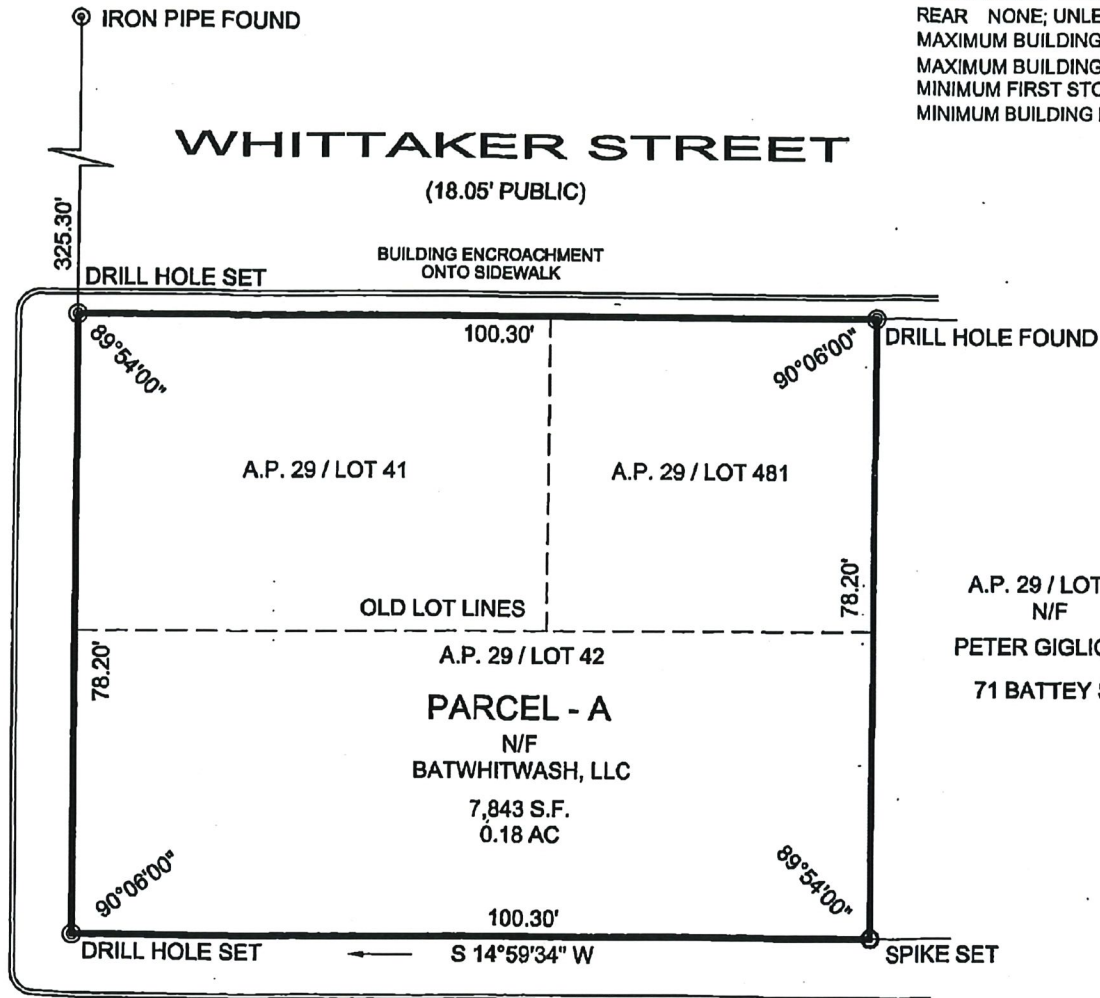 IRON PIPE FOUND
REAR NONE; UNLE
MAXIMUM BUILDING
MAXIMUM BUILDING
MINIMUM FIRST STO
MINIMUM BUILDING
WHITTAKER STREET
(18.05' PUBLIC)
325.30'
BUILDING ENCROACHMENT
ONTO SIDEWALK
DRILL HOLE SET
89°54'00"
100.30'
90°06'00"
DRILL HOLE FOUND
A.P. 29 / LOT 41
A.P. 29 / LOT 481
78.20'
A.P. 29 / LOT
N/F
PETER GIGLIO
71 BATTEY
OLD LOT LINES
78.20'
A.P. 29 / LOT 42
PARCEL - A
N/F
BATWHITWASH, LLC
7,843 S.F.
0.18 AC
90°06'00"
89°54'00"
100.30'
DRILL HOLE SET
S 14°59'34" W
SPIKE SET